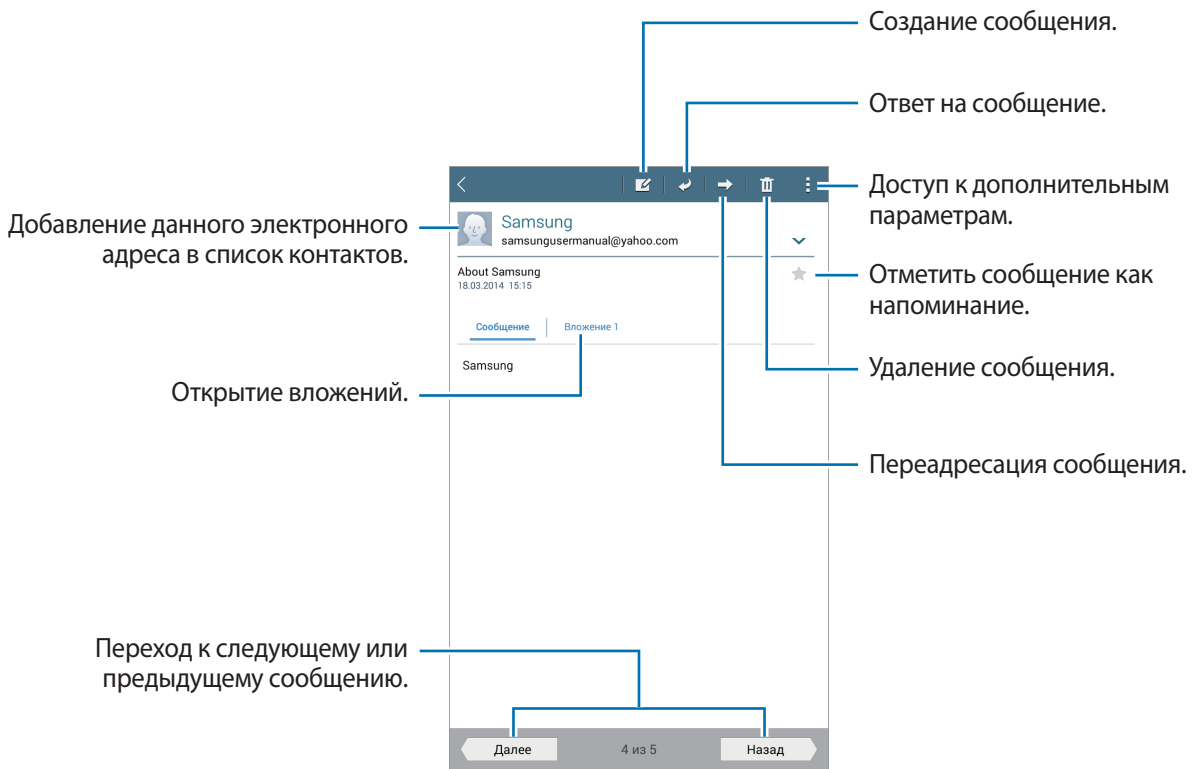 Создание сообщения.
Ответ на сообщение.
Доступ к дополнительным
параметрам.
Добавление данного электронного
адреса в список контактов.
Samsung
samsungusermanual@yahoo.com
About Samsung
18.03.2014 15:15
Отметить сообщение как
напоминание.
Сообщение
Вложение 1
Samsung
Удаление сообщения.
Открытие вложений.
Переадресация сообщения.
Переход к следующему или
предыдущему сообщению.
Далее
4 из 5
Назад